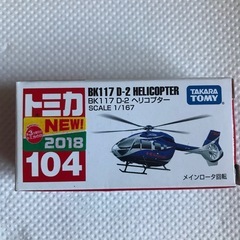 トミカ
NEW!
2018
104
BK117 D-2 HELICOPTER
BK117 D-2 ヘリコプター
SCALE 1/167
TAKARA
TOMY
メインロータ回転